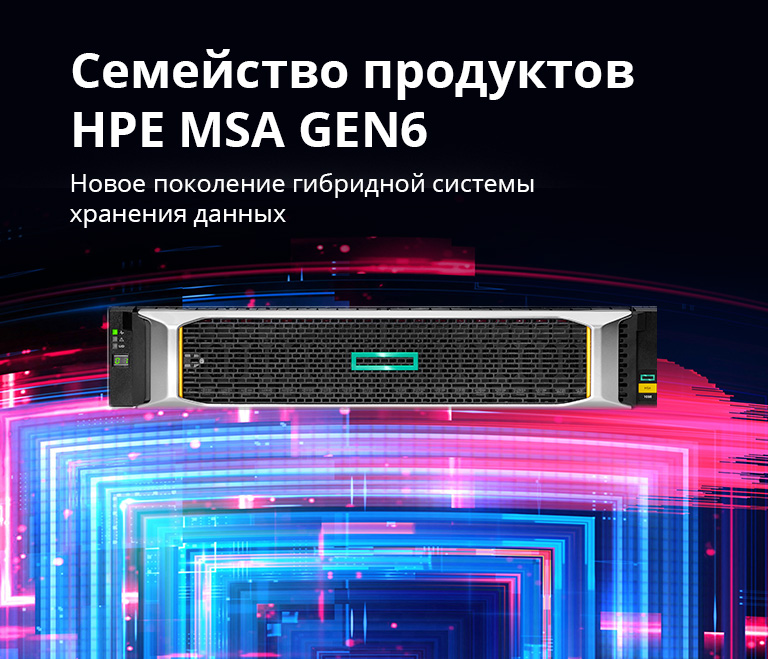 Семейство продуктов
HPE MSA GEN6
Новое поколение гибридной системы
хранения данных